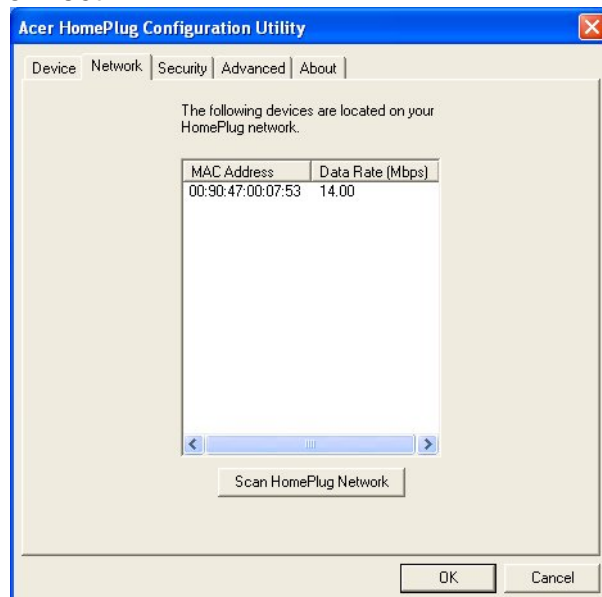 Acer HomePlug Configuration Utility
Device Network Security Advanced About
The following devices are located on your
HomePlug network.
MAC Address Data Rate (Mbps)
00:90:47:00:07:53 14.00
Scan HomePlug Network
OK Cancel